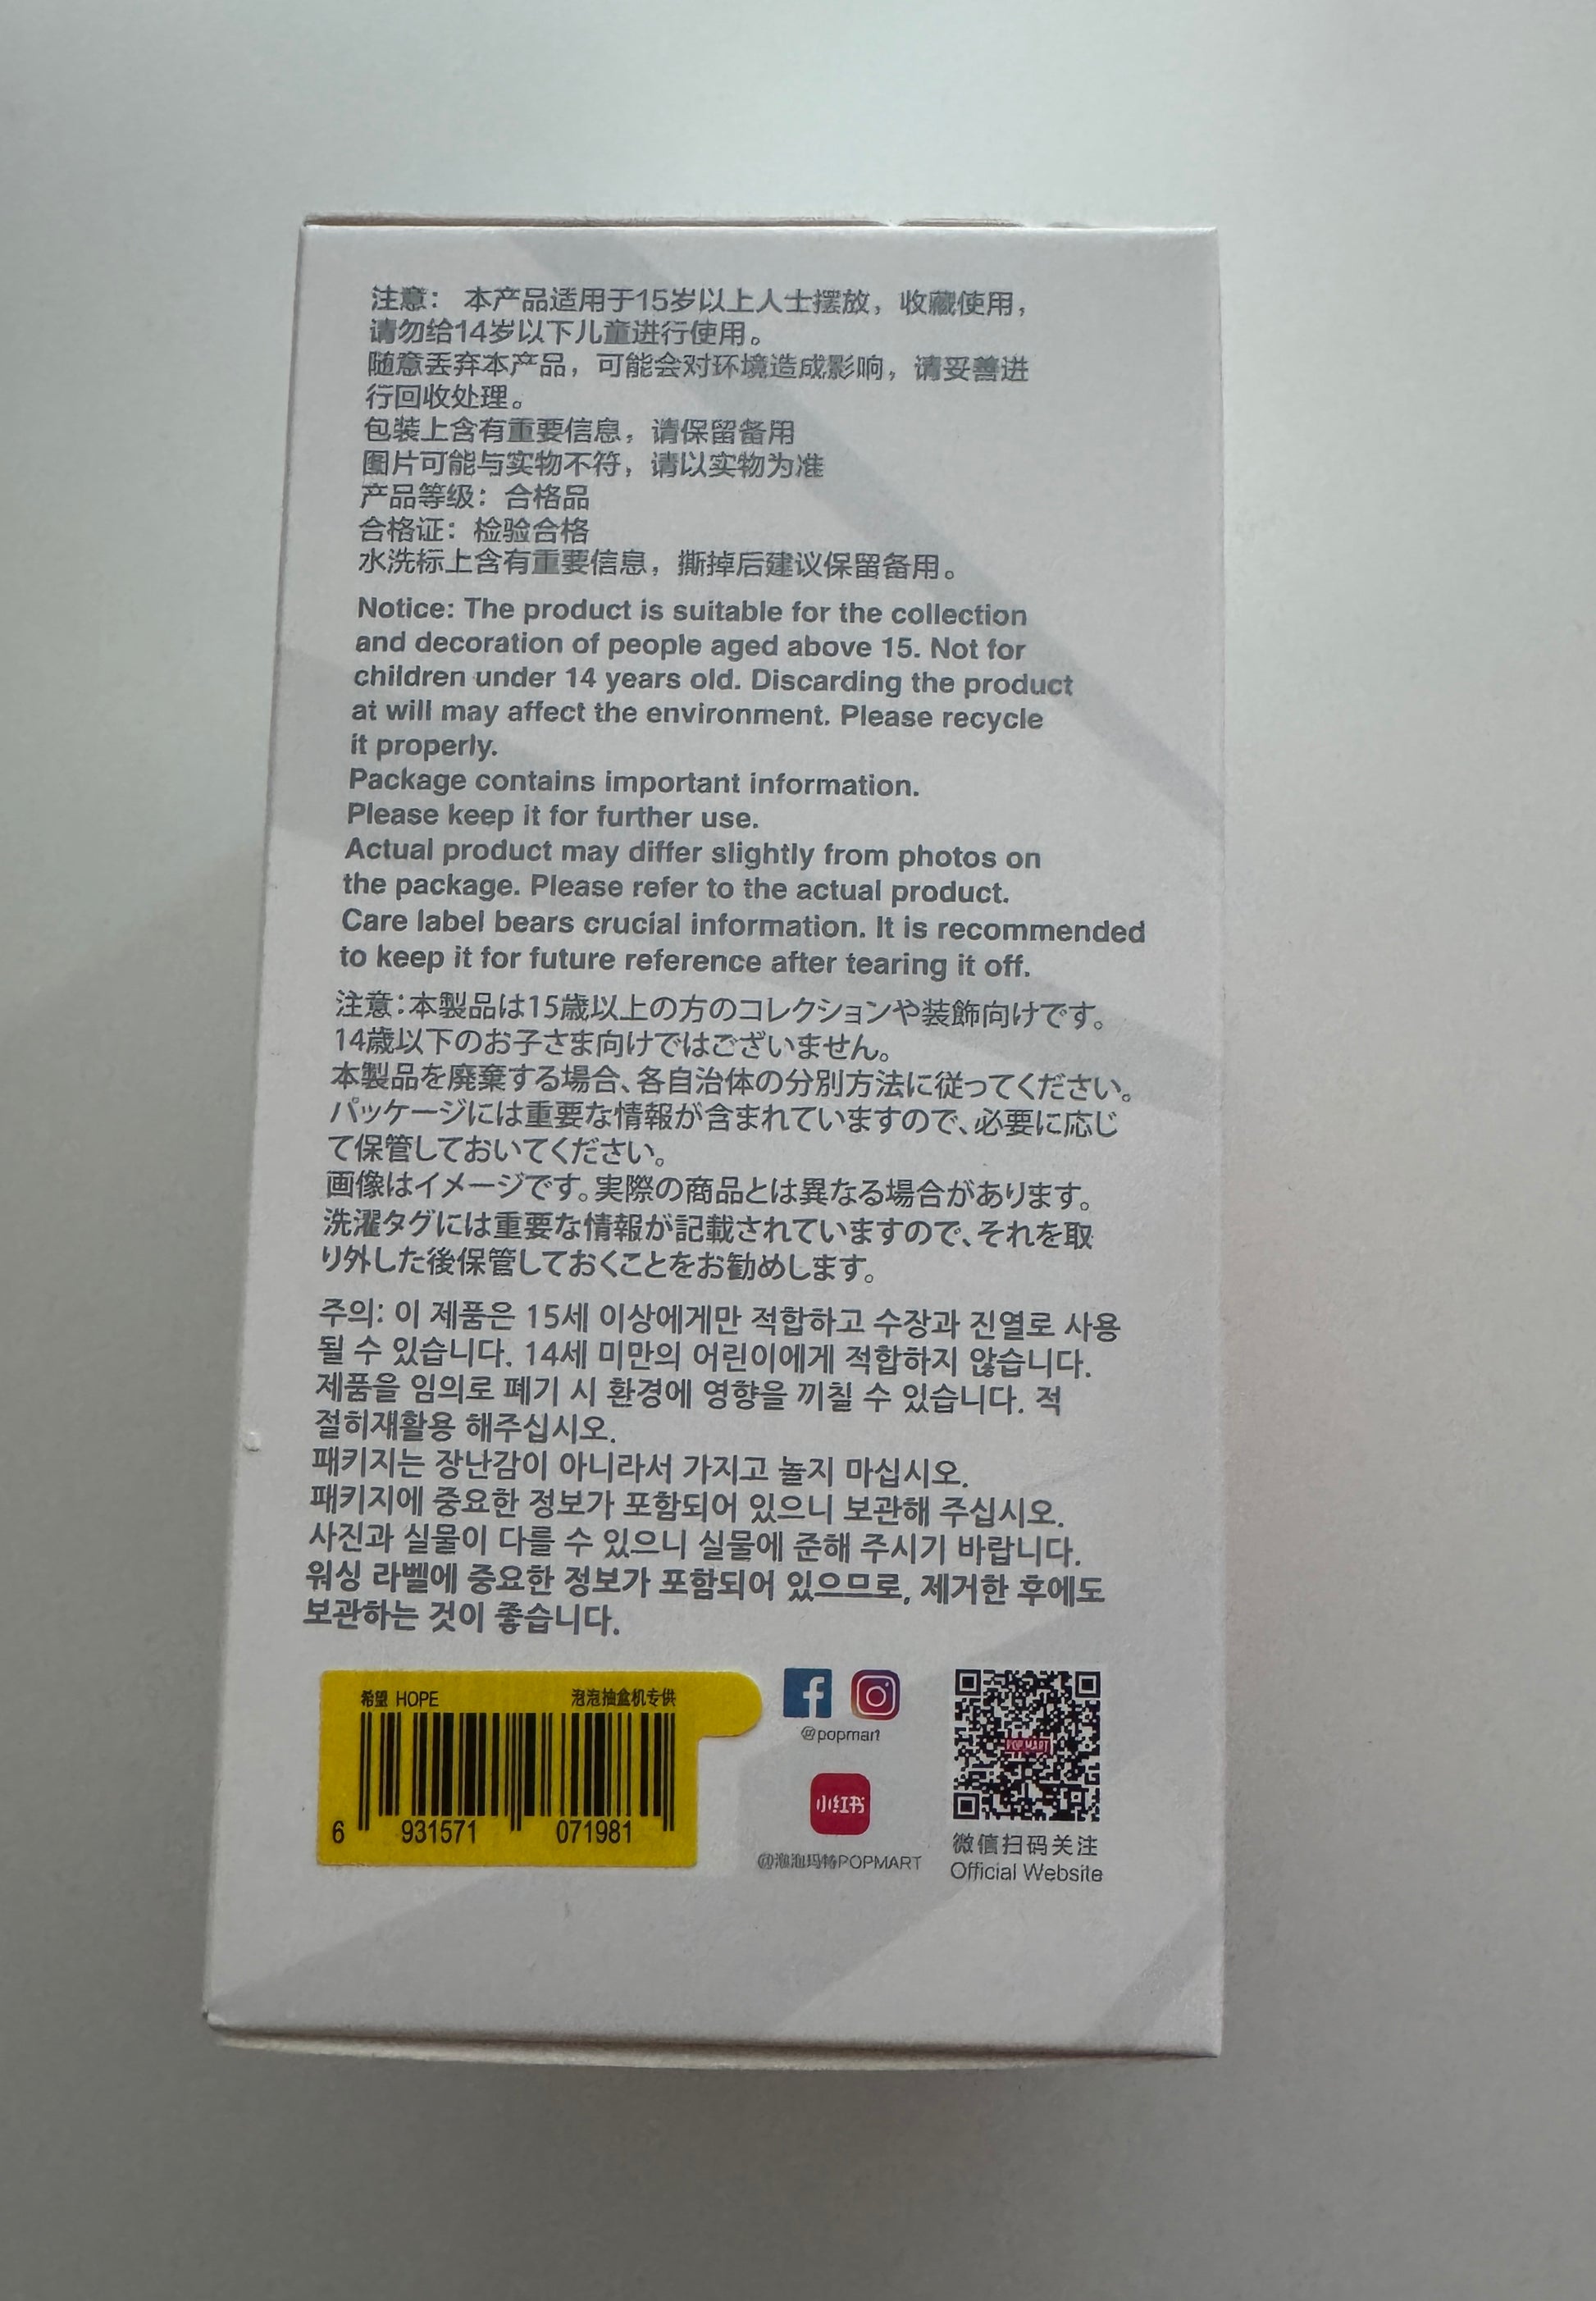 注意： 本产品适用于15岁以上人士摆放，收藏使用，
请勿给14岁以下儿童进行使用。
随意丢弃本产品，可能会对环境造成影响，请妥善进
行回收处理。
包装上含有重要信息，请保留备用
图片可能与实物不符，请以实物为准
产品等级：合格品
合格证：检验合格
水洗标上含有重要信息，撕掉后建议保留备用。
Notice: The product is suitable for the collection
and decoration of people aged above 15. Not for
children under 14 years old. Discarding the product
at will may affect the environment. Please recycle
it properly.
Package contains important information.
Please keep it for further use.
Actual product may differ slightly from photos on
the package. Please refer to the actual product.
Care label bears crucial information. It is recommended
to keep it for future reference after tearing it off.
注意：本製品は15歳以上の方のコレクションや装飾向けです。
14歳以下のお子さま向けではございません。
本製品を廃棄する場合、各自治体の分別方法に従ってください。
パッケージには重要な情報が含まれていますので、必要に応じ
て保管しておいてください。
画像はイメージです。実際の商品とは異なる場合があります。
洗濯タグには重要な情報が記載されていますので、それを取
り外した後保管しておくことをお勧めします。
주의: 이 제품은 15세 이상에게만 적합하고 수장과 진열로 사용
될 수 있습니다. 14세 미만의 어린이에게 적합하지 않습니다.
제품을 임의로 폐기 시 환경에 영향을 끼칠 수 있습니다. 적
절히재활용 해주십시오.
패키지는 장난감이 아니라서 가지고 놀지 마십시오.
패키지에 중요한 정보가 포함되어 있으니 보관해 주십시오.
사진과 실물이 다를 수 있으니 실물에 준해 주시기 바랍니다.
워싱 라벨에 중요한 정보가 포함되어 있으므로, 제거한 후에도
보관하는 것이 좋습니다.
希望 HOPE 泡泡抽盒机专供
6 931571 071981
@popmart
小红书
@泡泡玛特POPMART
POP MART
微信扫码关注
Official Website